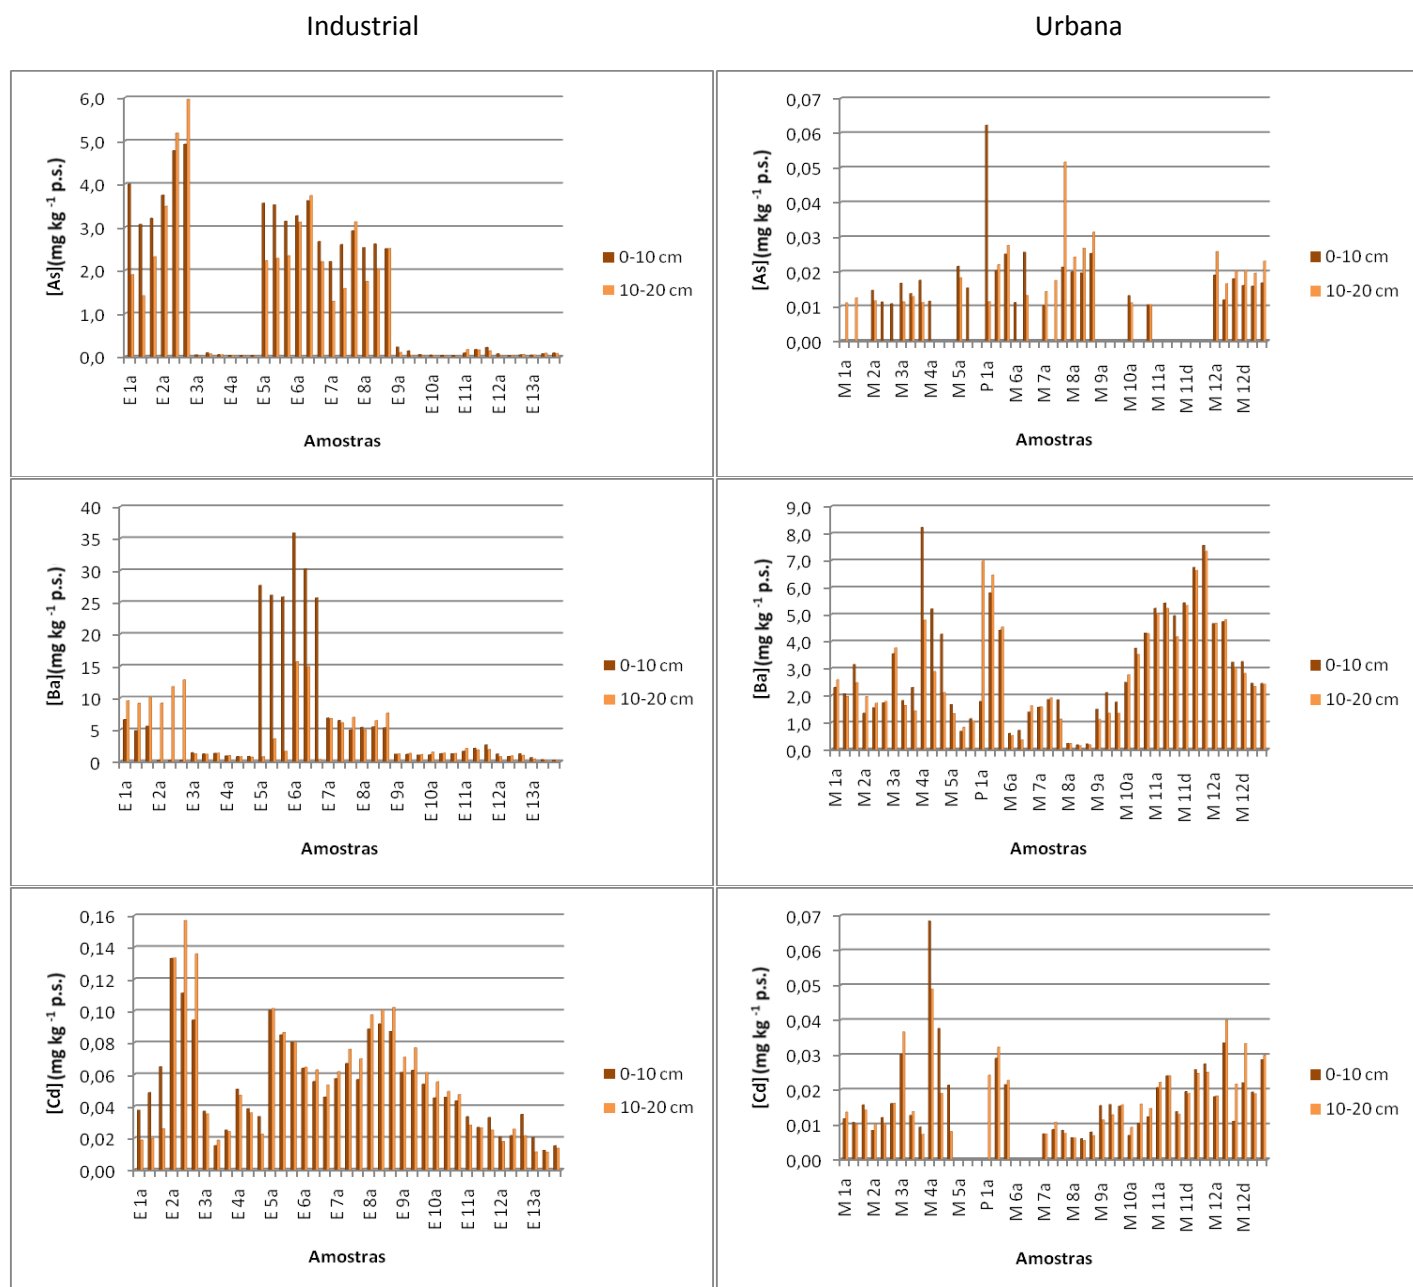 Industrial
Urbana
[As](mg kg -1 p.s.)
6,0
5,0
4,0
3,0
2,0
1,0
0,0
E 1a
E 2a
E 3a
E 4a
E 5a
E 6a
E 7a
E 8a
E 9a
E 10a
E 11a
E 12a
E 13a
Amostras
0-10 cm
10-20 cm
[As](mg kg -1 p.s.)
0,07
0,06
0,05
0,04
0,03
0,02
0,01
0,00
M 1a
M 2a
M 3a
M 4a
M 5a
P 1a
M 6a
M 7a
M 8a
M 9a
M 10a
M 11a
M 11d
M 12a
M 12d
Amostras
0-10 cm
10-20 cm
[Ba](mg kg -1 p.s.)
40
35
30
25
20
15
10
5
0
E 1a
E 2a
E 3a
E 4a
E 5a
E 6a
E 7a
E 8a
E 9a
E 10a
E 11a
E 12a
E 13a
Amostras
0-10 cm
10-20 cm
[Ba](mg kg -1 p.s.)
9,0
8,0
7,0
6,0
5,0
4,0
3,0
2,0
1,0
0,0
M 1a
M 2a
M 3a
M 4a
M 5a
P 1a
M 6a
M 7a
M 8a
M 9a
M 10a
M 11a
M 11d
M 12a
M 12d
Amostras
0-10 cm
10-20 cm
[Cd] (mg kg -1 p.s.)
0,16
0,14
0,12
0,10
0,08
0,06
0,04
0,02
0,00
E 1a
E 2a
E 3a
E 4a
E 5a
E 6a
E 7a
E 8a
E 9a
E 10a
E 11a
E 12a
E 13a
Amostras
0-10 cm
10-20 cm
[Cd] (mg kg -1 p.s.)
0,07
0,06
0,05
0,04
0,03
0,02
0,01
0,00
M 1a
M 2a
M 3a
M 4a
M 5a
P 1a
M 6a
M 7a
M 8a
M 9a
M 10a
M 11a
M 11d
M 12a
M 12d
Amostras
0-10 cm
10-20 cm